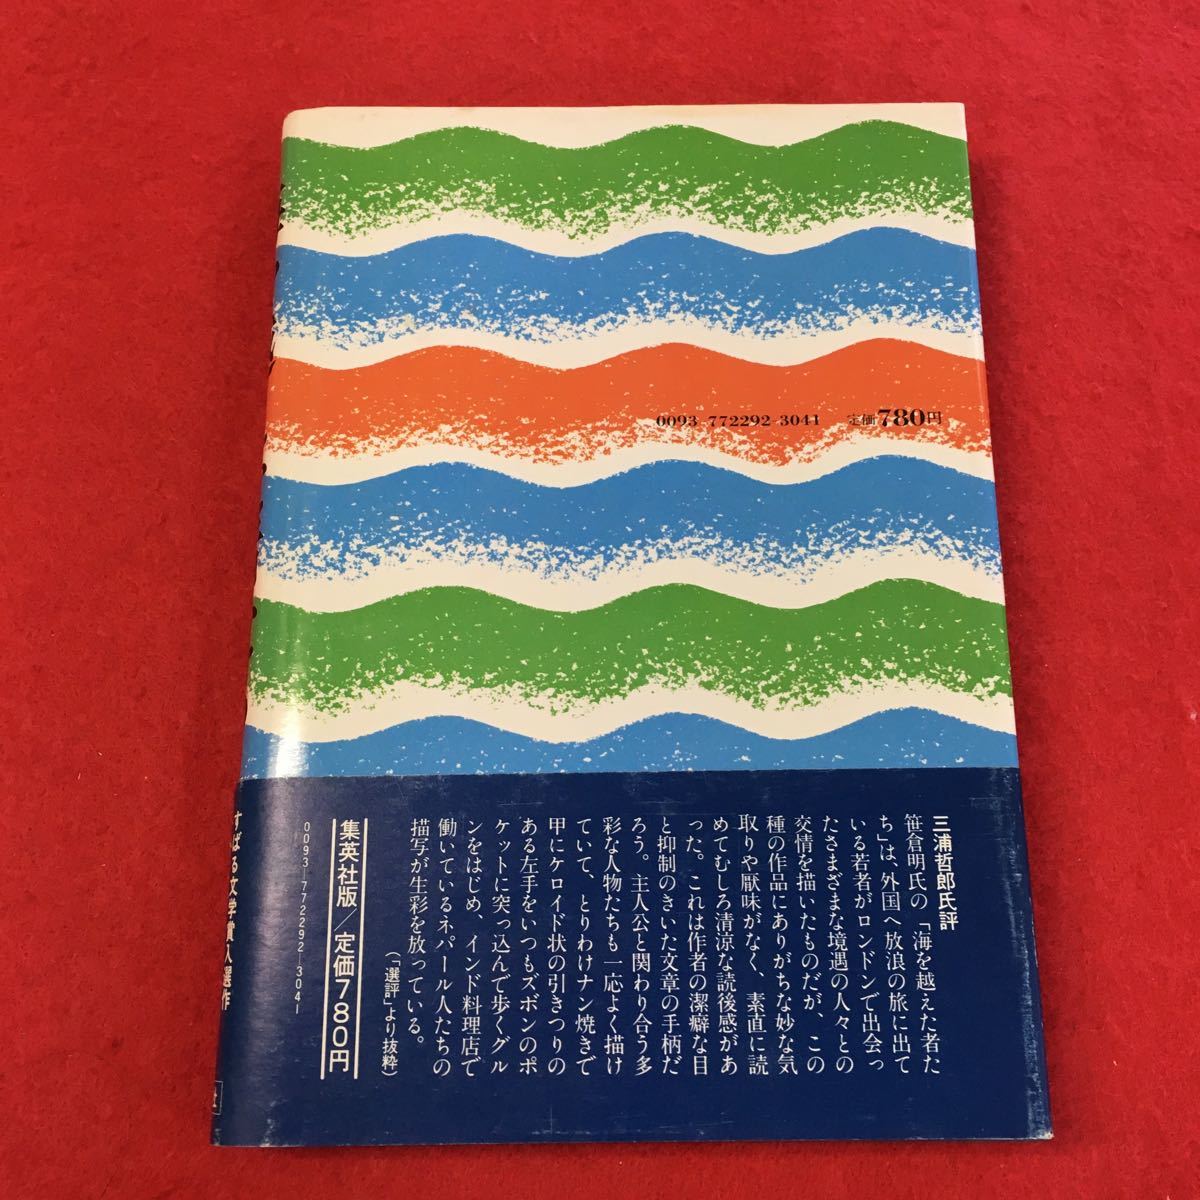 0093-772292-3041 定価780円
三浦哲郎氏評
笹倉明氏の「海を越えた者た
ち」は、外国へ放浪の旅に出て
いる若者がロンドンで出会っ
たさまざまな境遇の人々との
交情を描いたものだが、この
種の作品にありがちな妙な気
取りや厭味がなく、素直に読
めてむしろ清涼な読後感があ
った。これは作者の潔癖な目
と抑制のきいた文章の手柄だ
ろう。主人公と関わり合う多
彩な人物たちも一応よく描け
ていて、とりわけナン焼きで
甲にケロイド状の引きつりの
ある左手をいつもズボンのポ
ケットに突っ込んで歩くグル
ンをはじめ、インド料理店で
働いているネパール人たちの
描写が生彩を放っている。
(「選評」より抜粋)
集英社版/定価780円
0093-772292-3041
すばる文学賞入選作